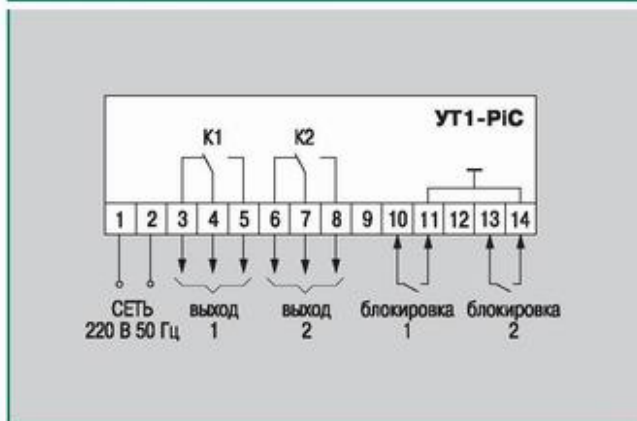 УТ1-PiC
К1 К2
1 2 3 4 5 6 7 8 9 10 11 12 13 14
СЕТЬ
220 В 50 Гц
выход
1
выход
2
блокировка
1
блокировка
2